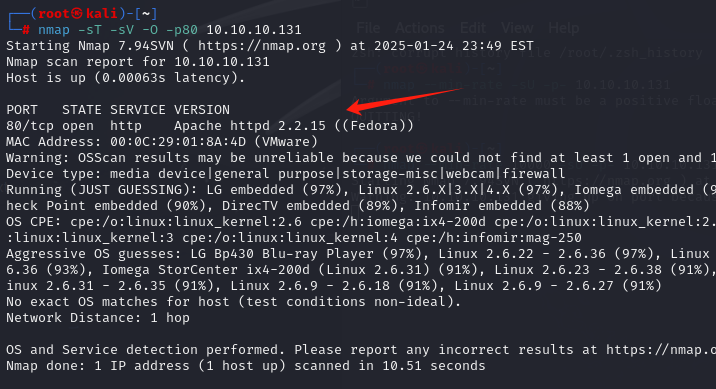 ┌──(root㉿kali)-[~]
└─# nmap -sT -sV -O -p80 10.10.10.131
Starting Nmap 7.94SVN ( https://nmap.org ) at 2025-01-24 23:49 EST
Nmap scan report for 10.10.10.131
Host is up (0.00063s latency).
PORT   STATE SERVICE VERSION
80/tcp open  http    Apache httpd 2.2.15 ((Fedora))
MAC Address: 00:0C:29:01:8A:4D (VMware)
Warning: OSScan results may be unreliable because we could not find at least 1 open and 1
Device type: media device|general purpose|storage-misc|webcam|firewall
Running (JUST GUESSING): LG embedded (97%), Linux 2.6.X|3.X|4.X (97%), Iomega embedded (9
heck Point embedded (90%), DirecTV embedded (89%), Infomir embedded (88%)
OS CPE: cpe:/o:linux:linux_kernel:2.6 cpe:/h:iomega:ix4-200d cpe:/o:linux:linux_kernel:2.
:linux:linux_kernel:3 cpe:/o:linux:linux_kernel:4 cpe:/h:infomir:mag-250
Aggressive OS guesses: LG Bp430 Blu-ray Player (97%), Linux 2.6.22 - 2.6.36 (97%), Linux
6.36 (93%), Iomega StorCenter ix4-200d (Linux 2.6.31) (91%), Linux 2.6.23 - 2.6.38 (91%),
inux 2.6.31 - 2.6.35 (91%), Linux 2.6.9 - 2.6.18 (91%), Linux 2.6.9 - 2.6.27 (91%)
No exact OS matches for host (test conditions non-ideal).
Network Distance: 1 hop
OS and Service detection performed. Please report any incorrect results at https://nmap.o
Nmap done: 1 IP address (1 host up) scanned in 10.51 seconds